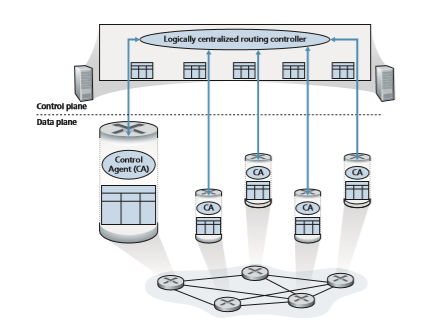 Logically centralized routing controller
Control plane
Data plane
Control
Agent (CA)
CA
CA
CA
CA